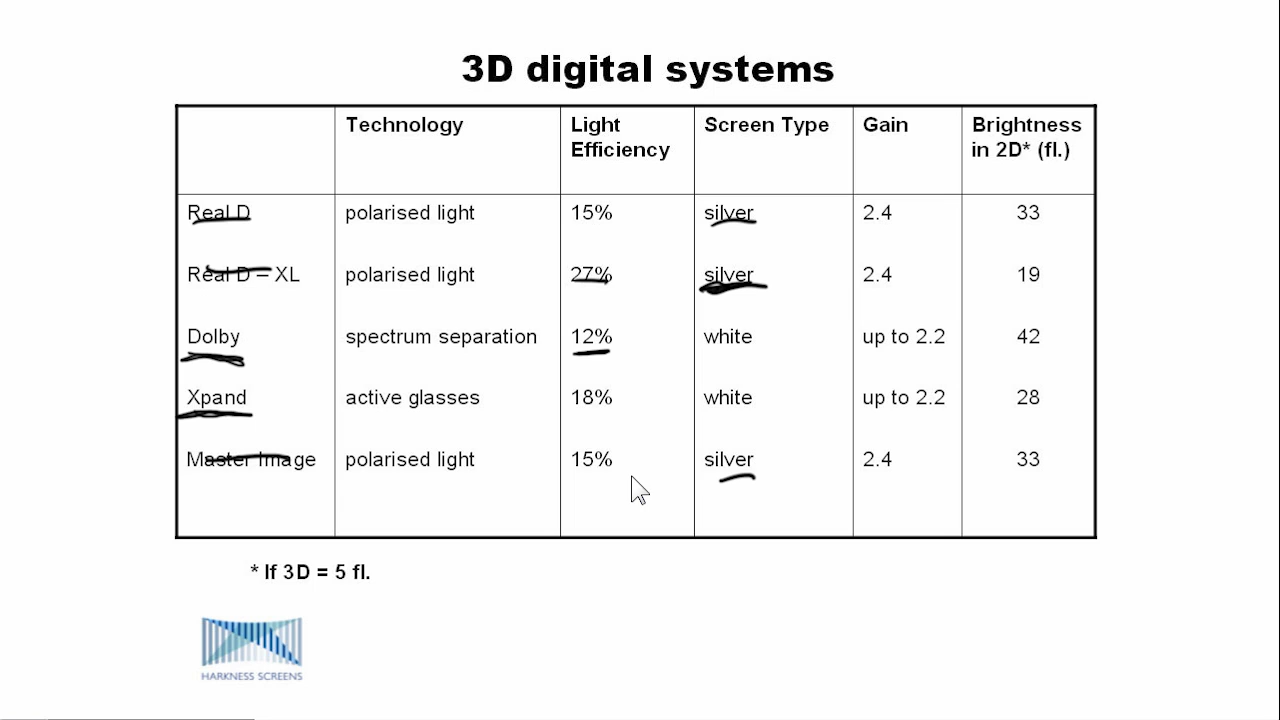 3D digital systems
Technology Light Efficiency Screen Type Gain Brightness in 2D* (fl.)
Real D polarised light 15% silver 2.4 33
Real D – XL polarised light 27% silver 2.4 19
Dolby spectrum separation 12% white up to 2.2 42
Xpand active glasses 18% white up to 2.2 28
Master Image polarised light 15% silver 2.4 33
* If 3D = 5 fl.
HARKNESS SCREENS